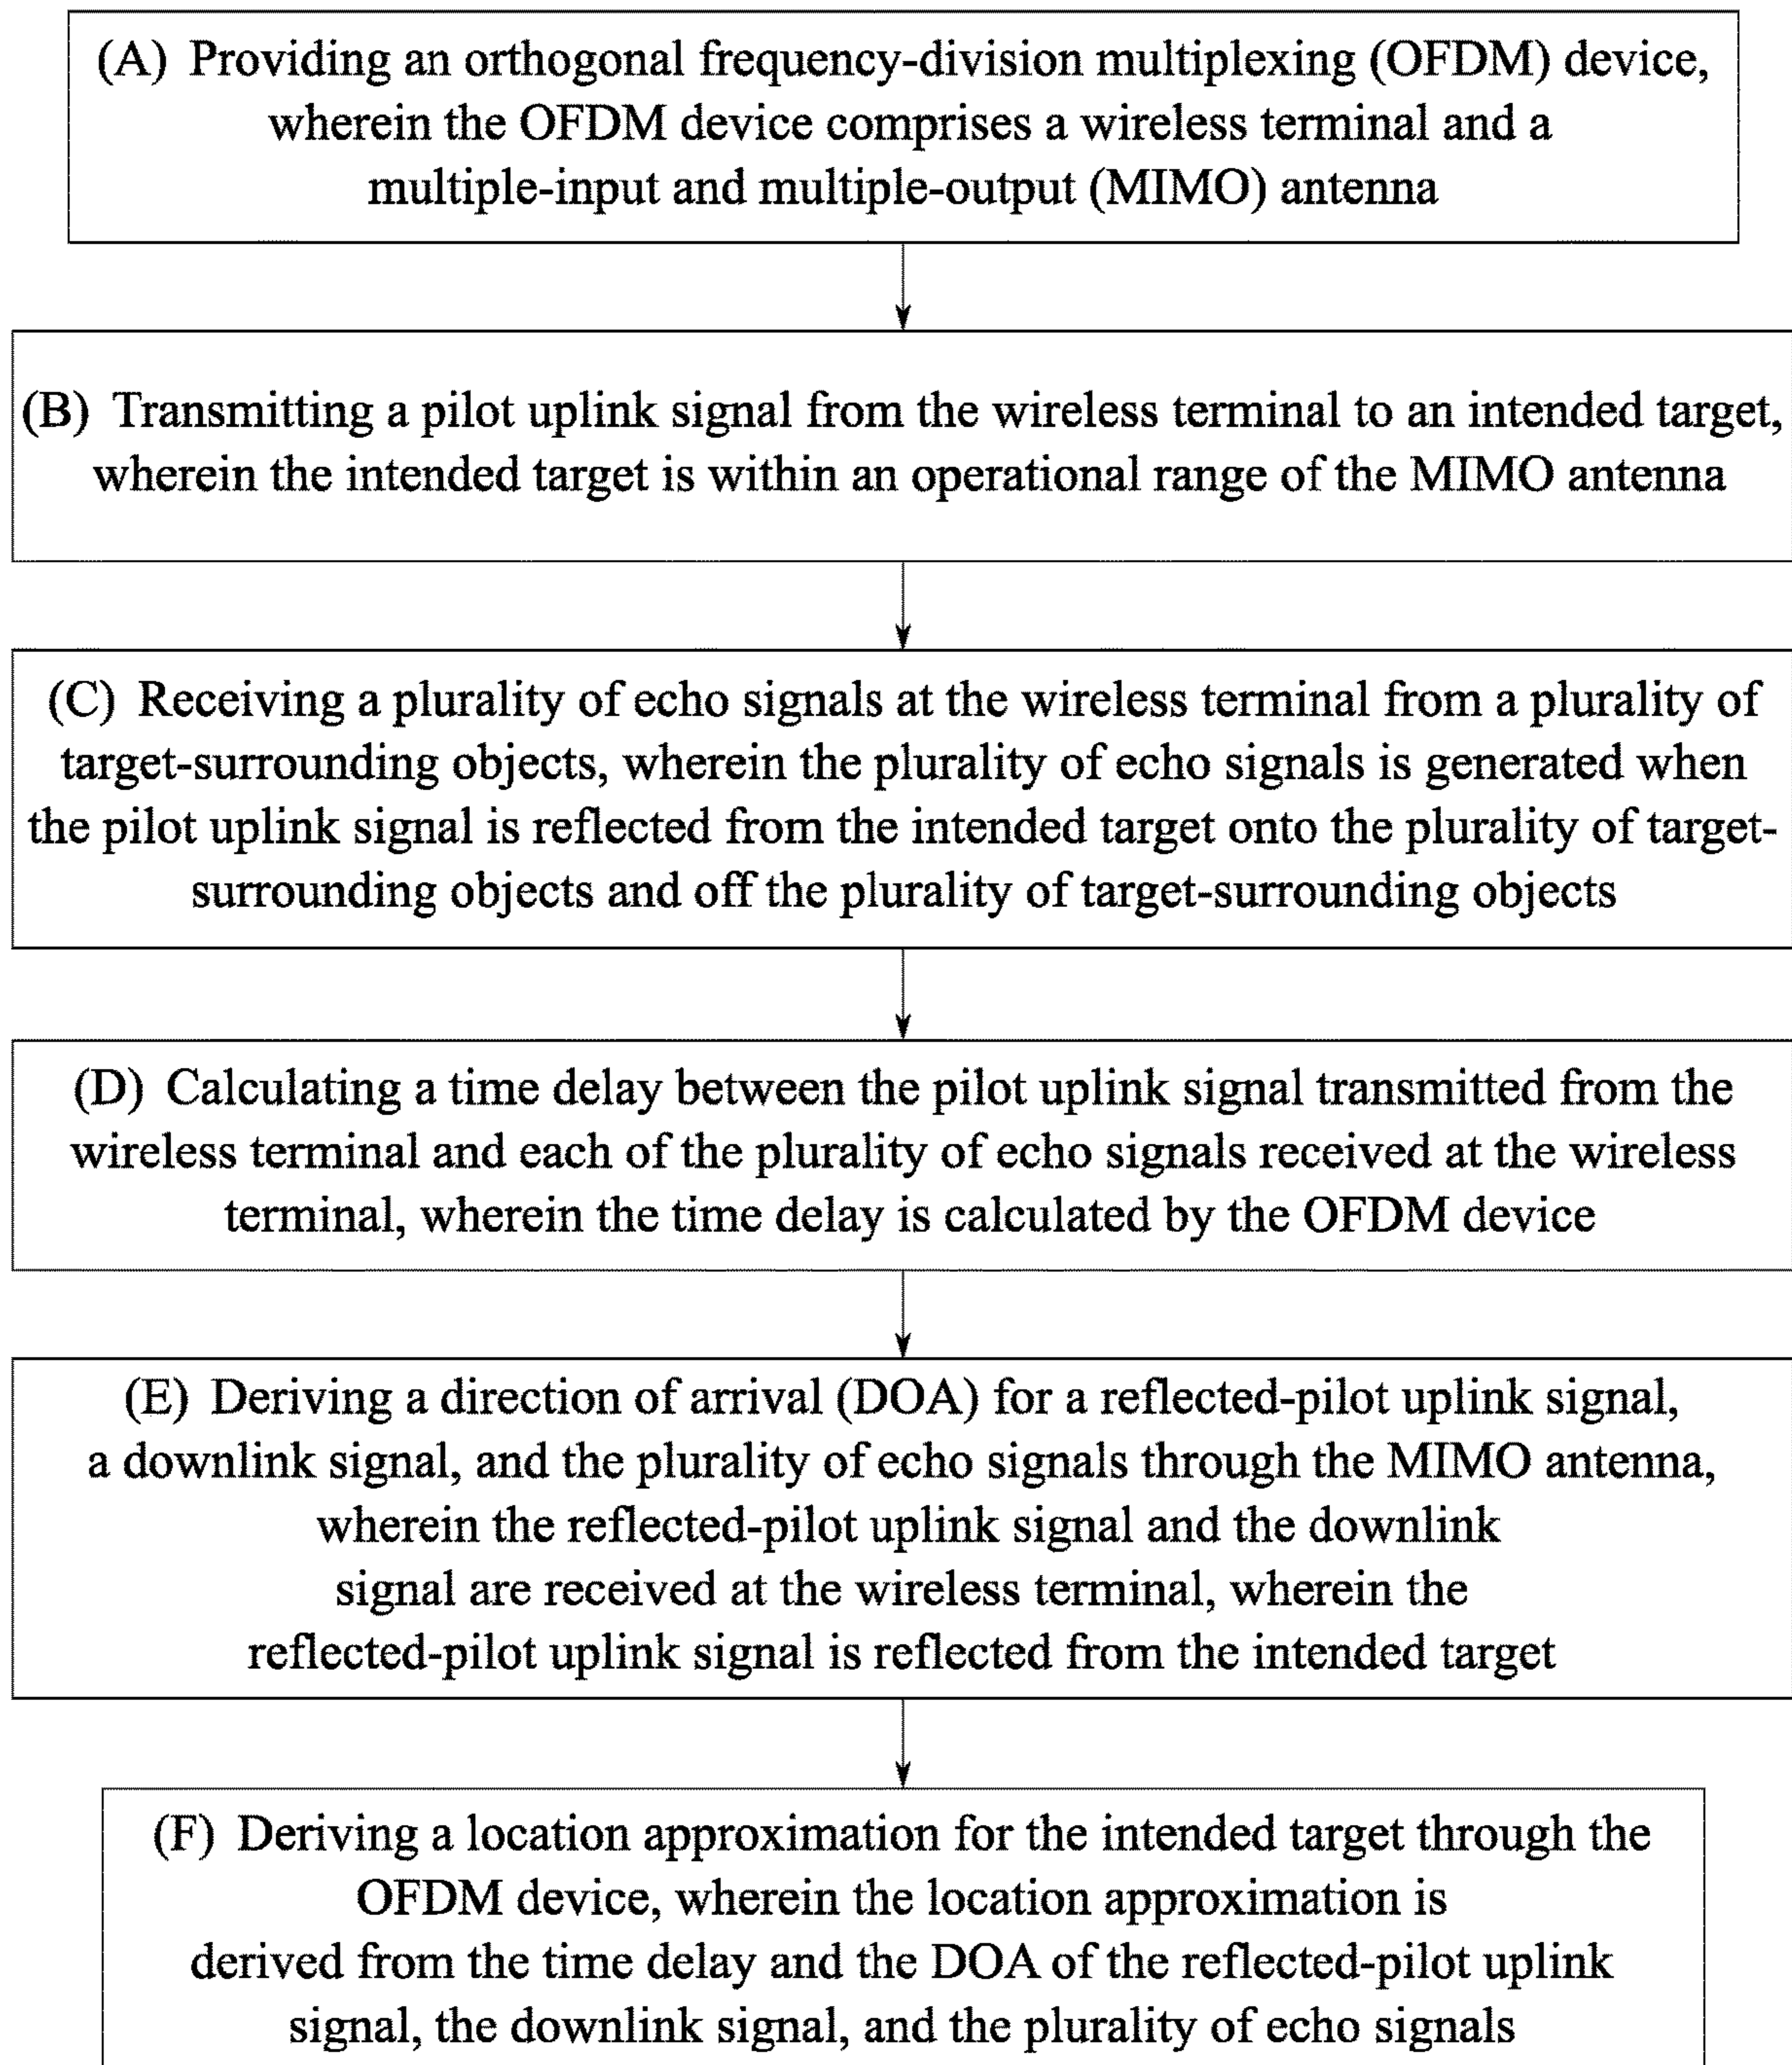 (A) Providing an orthogonal frequency-division multiplexing (OFDM) device,
wherein the OFDM device comprises a wireless terminal and a
multiple-input and multiple-output (MIMO) antenna
(B) Transmitting a pilot uplink signal from the wireless terminal to an intended target,
wherein the intended target is within an operational range of the MIMO antenna
(C) Receiving a plurality of echo signals at the wireless terminal from a plurality of
target-surrounding objects, wherein the plurality of echo signals is generated when
the pilot uplink signal is reflected from the intended target onto the plurality of target-
surrounding objects and off the plurality of target-surrounding objects
(D) Calculating a time delay between the pilot uplink signal transmitted from the
wireless terminal and each of the plurality of echo signals received at the wireless
terminal, wherein the time delay is calculated by the OFDM device
(E) Deriving a direction of arrival (DOA) for a reflected-pilot uplink signal,
a downlink signal, and the plurality of echo signals through the MIMO antenna,
wherein the reflected-pilot uplink signal and the downlink
signal are received at the wireless terminal, wherein the
reflected-pilot uplink signal is reflected from the intended target
(F) Deriving a location approximation for the intended target through the
OFDM device, wherein the location approximation is
derived from the time delay and the DOA of the reflected-pilot uplink
signal, the downlink signal, and the plurality of echo signals